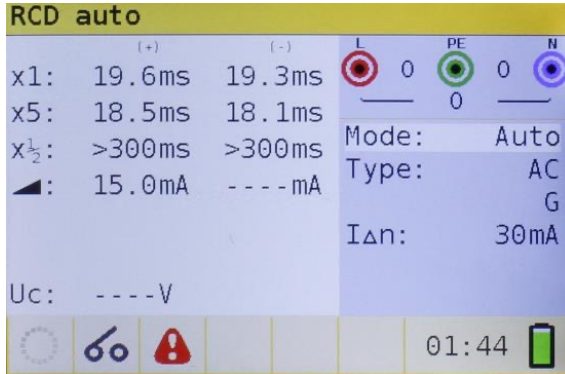 RCD auto
(+) (-)
x1: 19.6ms 19.3ms
x5: 18.5ms 18.1ms
x½: >300ms >300ms
◢: 15.0mA ----mA
Uc: ----V
L PE N
0 0
0
Mode: Auto
Type: AC
G
I∆n: 30mA
01:44